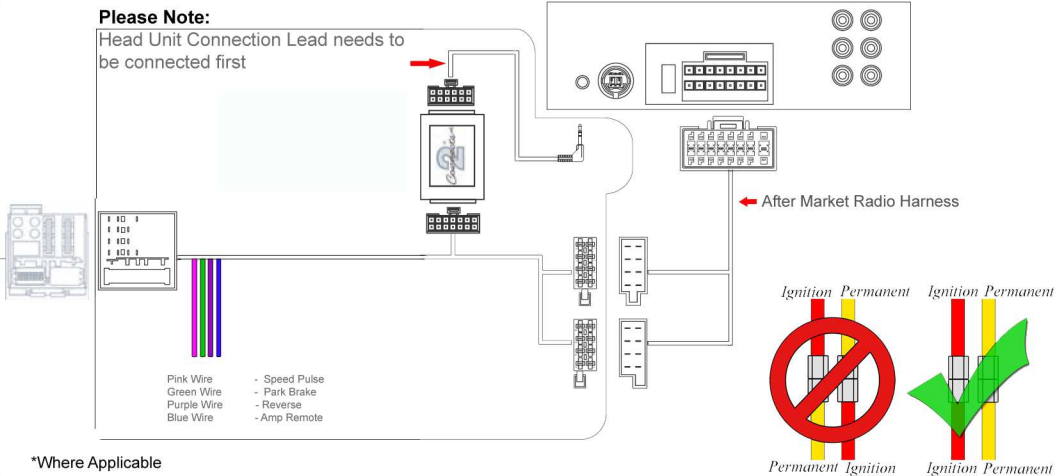 Please Note:
Head Unit Connection Lead needs to
be connected first
Connects2
After Market Radio Harness
Ignition Permanent Ignition Permanent
Pink Wire - Speed Pulse
Green Wire - Park Brake
Purple Wire - Reverse
Blue Wire - Amp Remote
*Where Applicable
Permanent Ignition Ignition Permanent